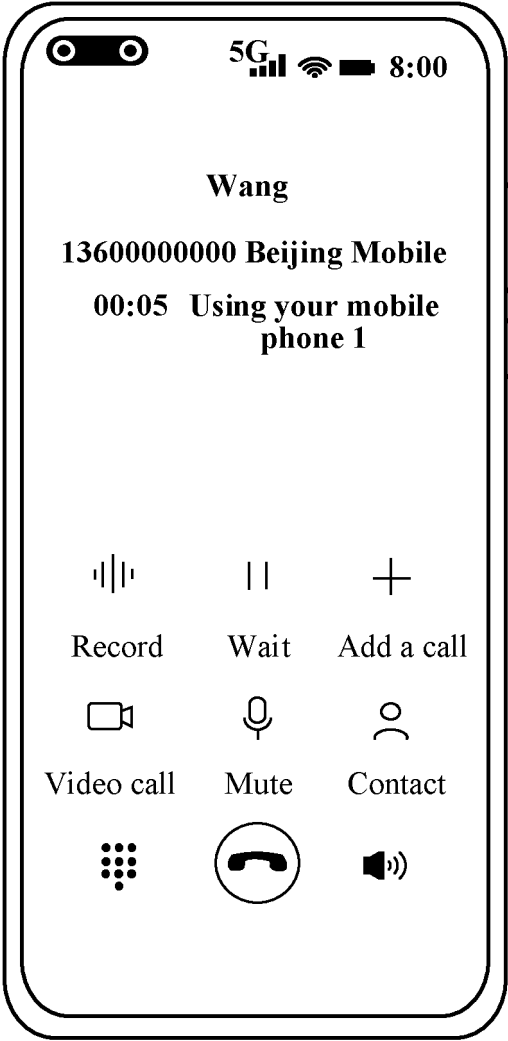 5G 8:00
Wang
13600000000 Beijing Mobile
00:05 Using your mobile
phone 1
Record Wait Add a call
Video call Mute Contact